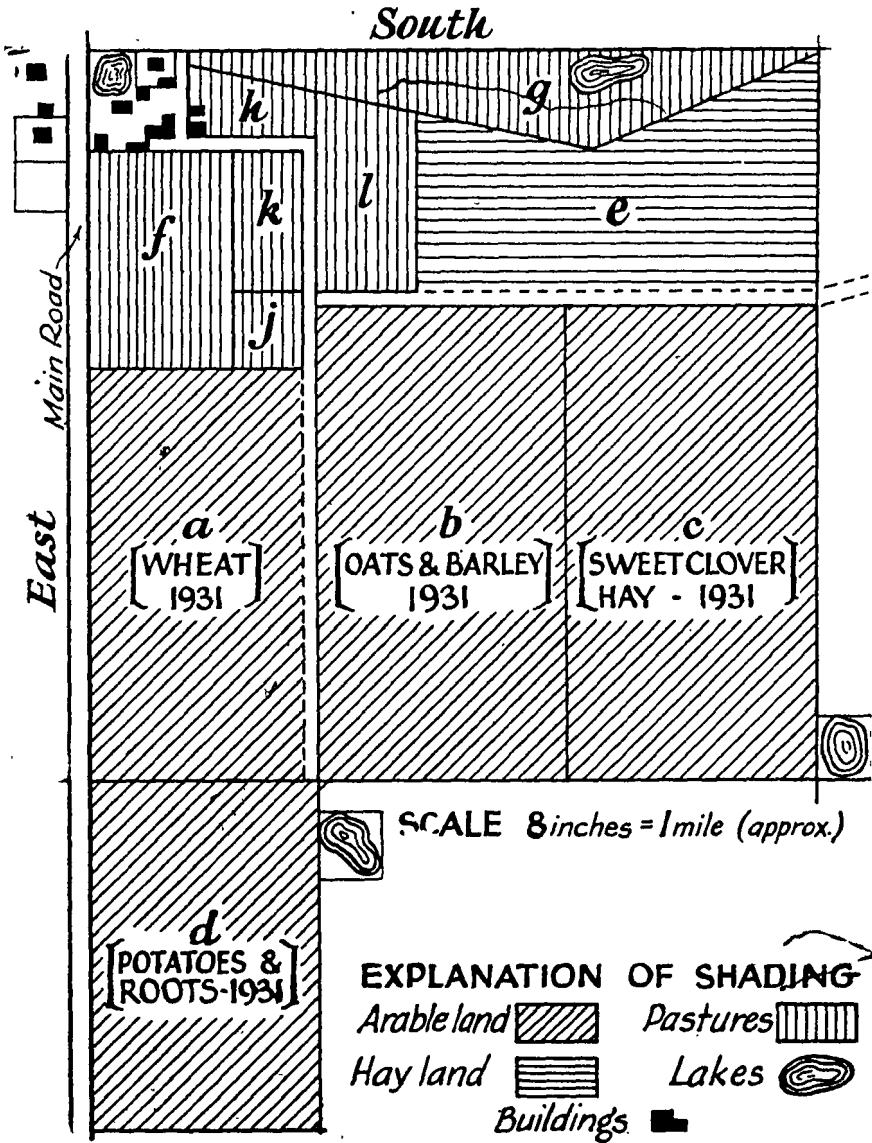 South
h
g
f
k
l
e
Main Road
j
East
a
[WHEAT]
1931
b
[OATS & BARLEY]
1931
c
[SWEET CLOVER]
HAY - 1931
SCALE 8 inches = 1 mile (approx.)
d
[POTATOES &
ROOTS-1931]
EXPLANATION OF SHADING
Arable land
Pastures
Hay land
Lakes
Buildings